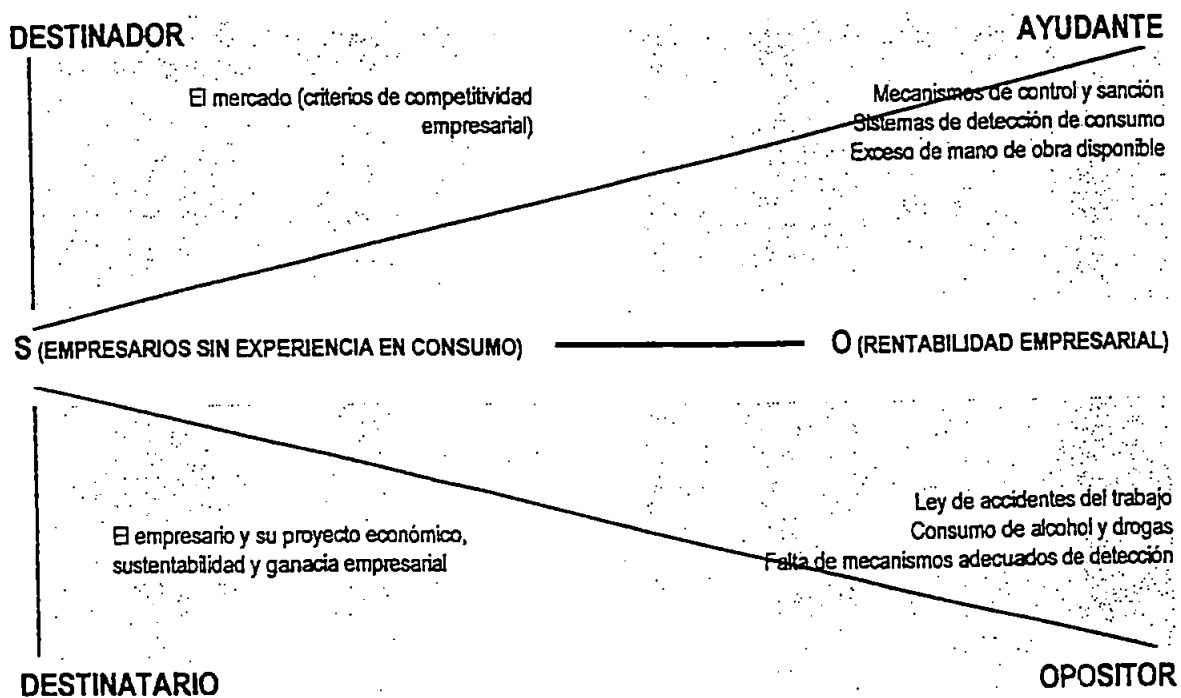 DESTINADOR
AYUDANTE
El mercado (criterios de competitividad
empresarial)
Mecanismos de control y sanción
Sistemas de detección de consumo
Exceso de mano de obra disponible
S (EMPRESARIOS SIN EXPERIENCIA EN CONSUMO)
O (RENTABILIDAD EMPRESARIAL)
El empresario y su proyecto económico,
sustentabilidad y ganacia empresarial
Ley de accidentes del trabajo
Consumo de alcohol y drogas
Falta de mecanismos adecuados de detección
DESTINATARIO
OPOSITOR